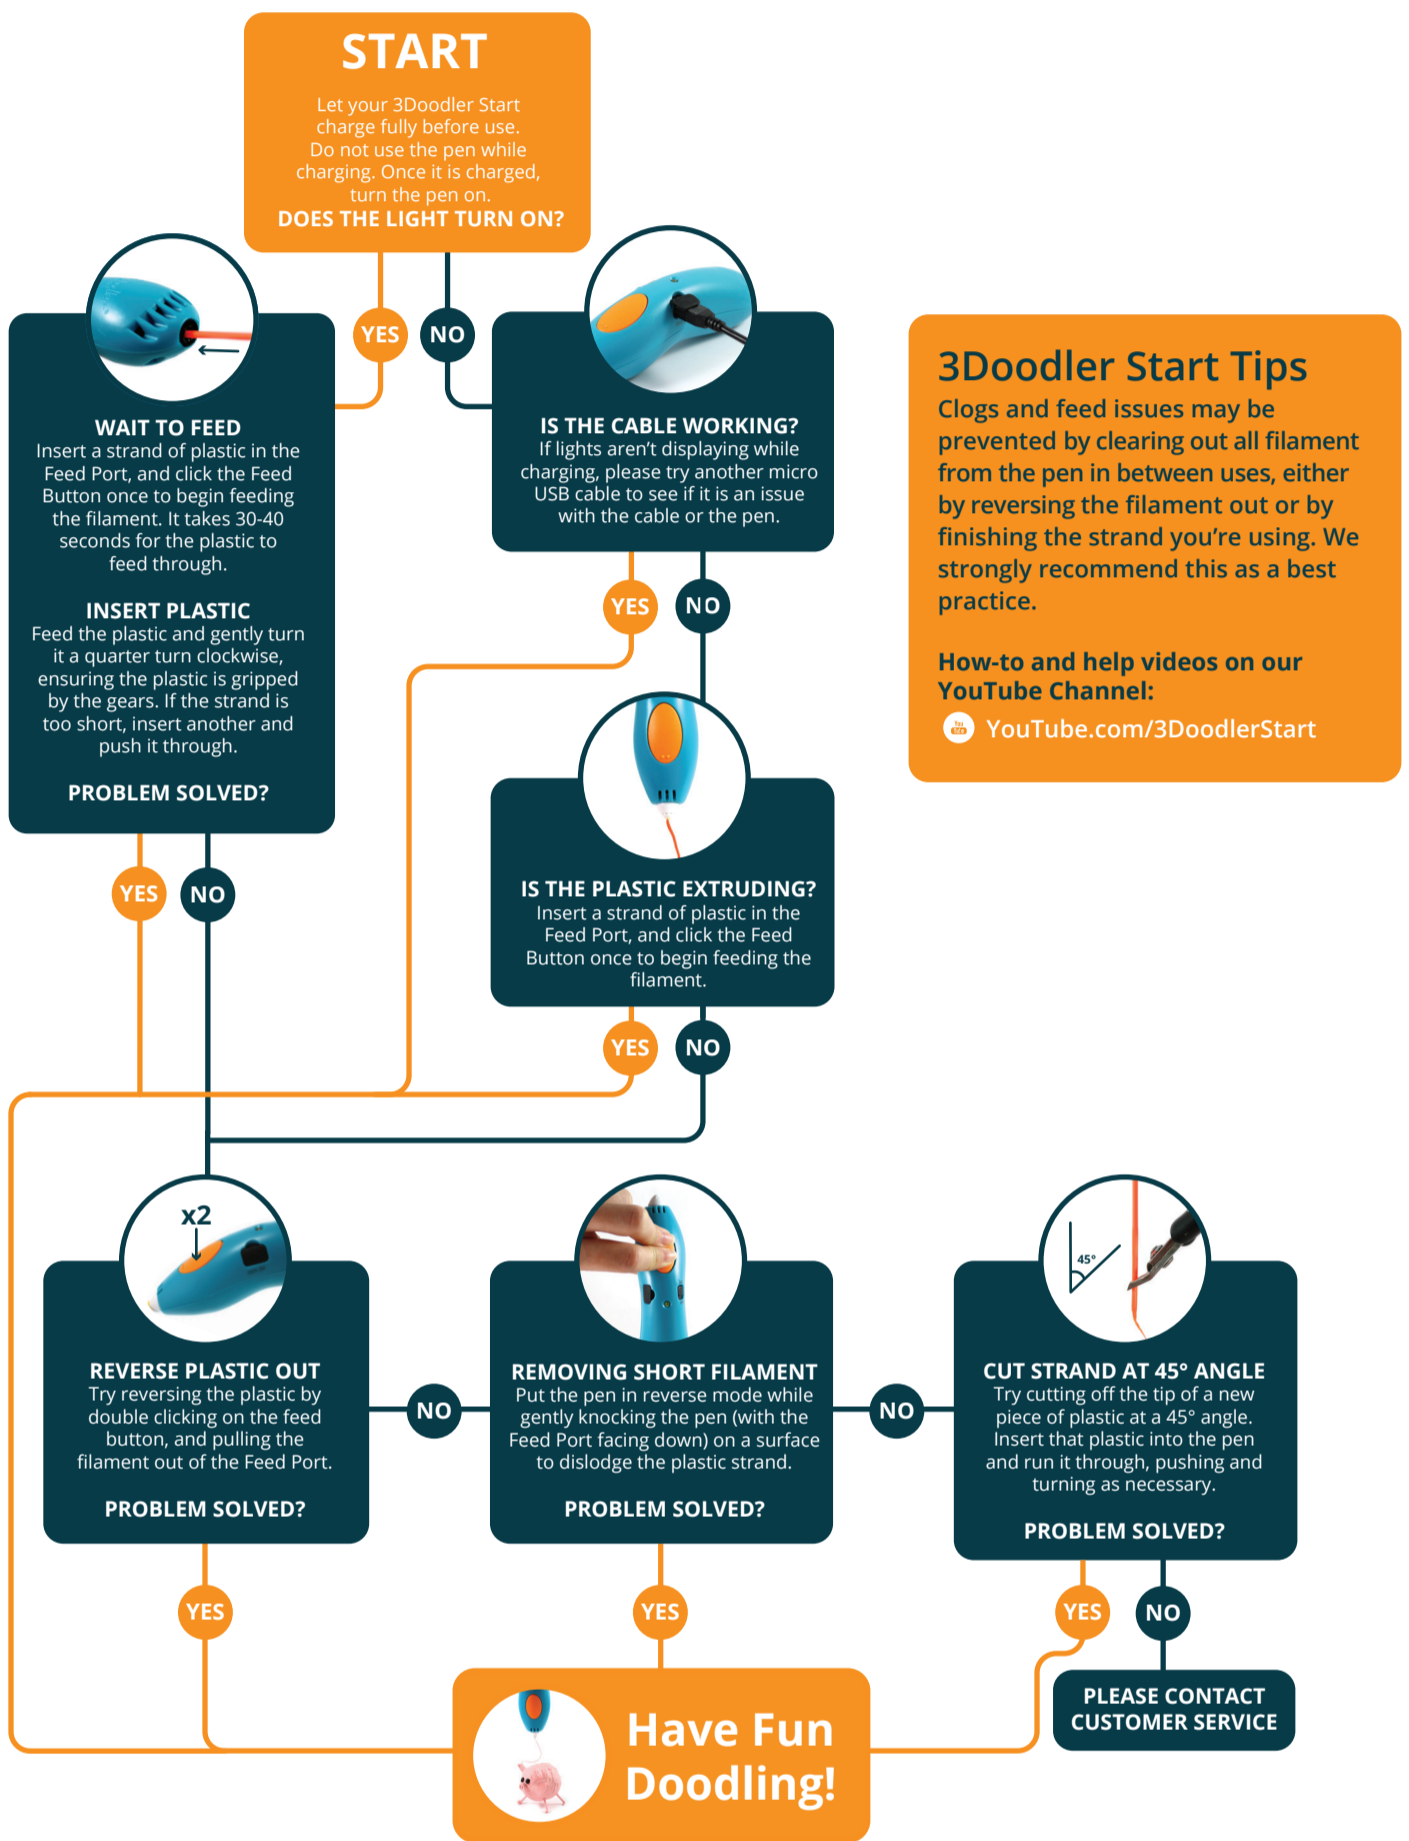 START
Let your 3Doodler Start
charge fully before use.
Do not use the pen while
charging. Once it is charged,
turn the pen on.
DOES THE LIGHT TURN ON?
YES
NO
WAIT TO FEED
Insert a strand of plastic in the
Feed Port, and click the Feed
Button once to begin feeding
the filament. It takes 30-40
seconds for the plastic to
feed through.
INSERT PLASTIC
Feed the plastic and gently turn
it a quarter turn clockwise,
ensuring the plastic is gripped
by the gears. If the strand is
too short, insert another and
push it through.
PROBLEM SOLVED?
YES
NO
IS THE CABLE WORKING?
If lights aren’t displaying while
charging, please try another micro
USB cable to see if it is an issue
with the cable or the pen.
YES
NO
IS THE PLASTIC EXTRUDING?
Insert a strand of plastic in the
Feed Port, and click the Feed
Button once to begin feeding the
filament.
YES
NO
3Doodler Start Tips
Clogs and feed issues may be
prevented by clearing out all filament
from the pen in between uses, either
by reversing the filament out or by
finishing the strand you’re using. We
strongly recommend this as a best
practice.
How-to and help videos on our
YouTube Channel:
You
Tube
YouTube.com/3DoodlerStart
x2
REVERSE PLASTIC OUT
Try reversing the plastic by
double clicking on the feed
button, and pulling the
filament out of the Feed Port.
PROBLEM SOLVED?
YES
NO
REMOVING SHORT FILAMENT
Put the pen in reverse mode while
gently knocking the pen (with the
Feed Port facing down) on a surface
to dislodge the plastic strand.
PROBLEM SOLVED?
YES
NO
45°
CUT STRAND AT 45° ANGLE
Try cutting off the tip of a new
piece of plastic at a 45° angle.
Insert that plastic into the pen
and run it through, pushing and
turning as necessary.
PROBLEM SOLVED?
YES
NO
PLEASE CONTACT
CUSTOMER SERVICE
Have Fun
Doodling!